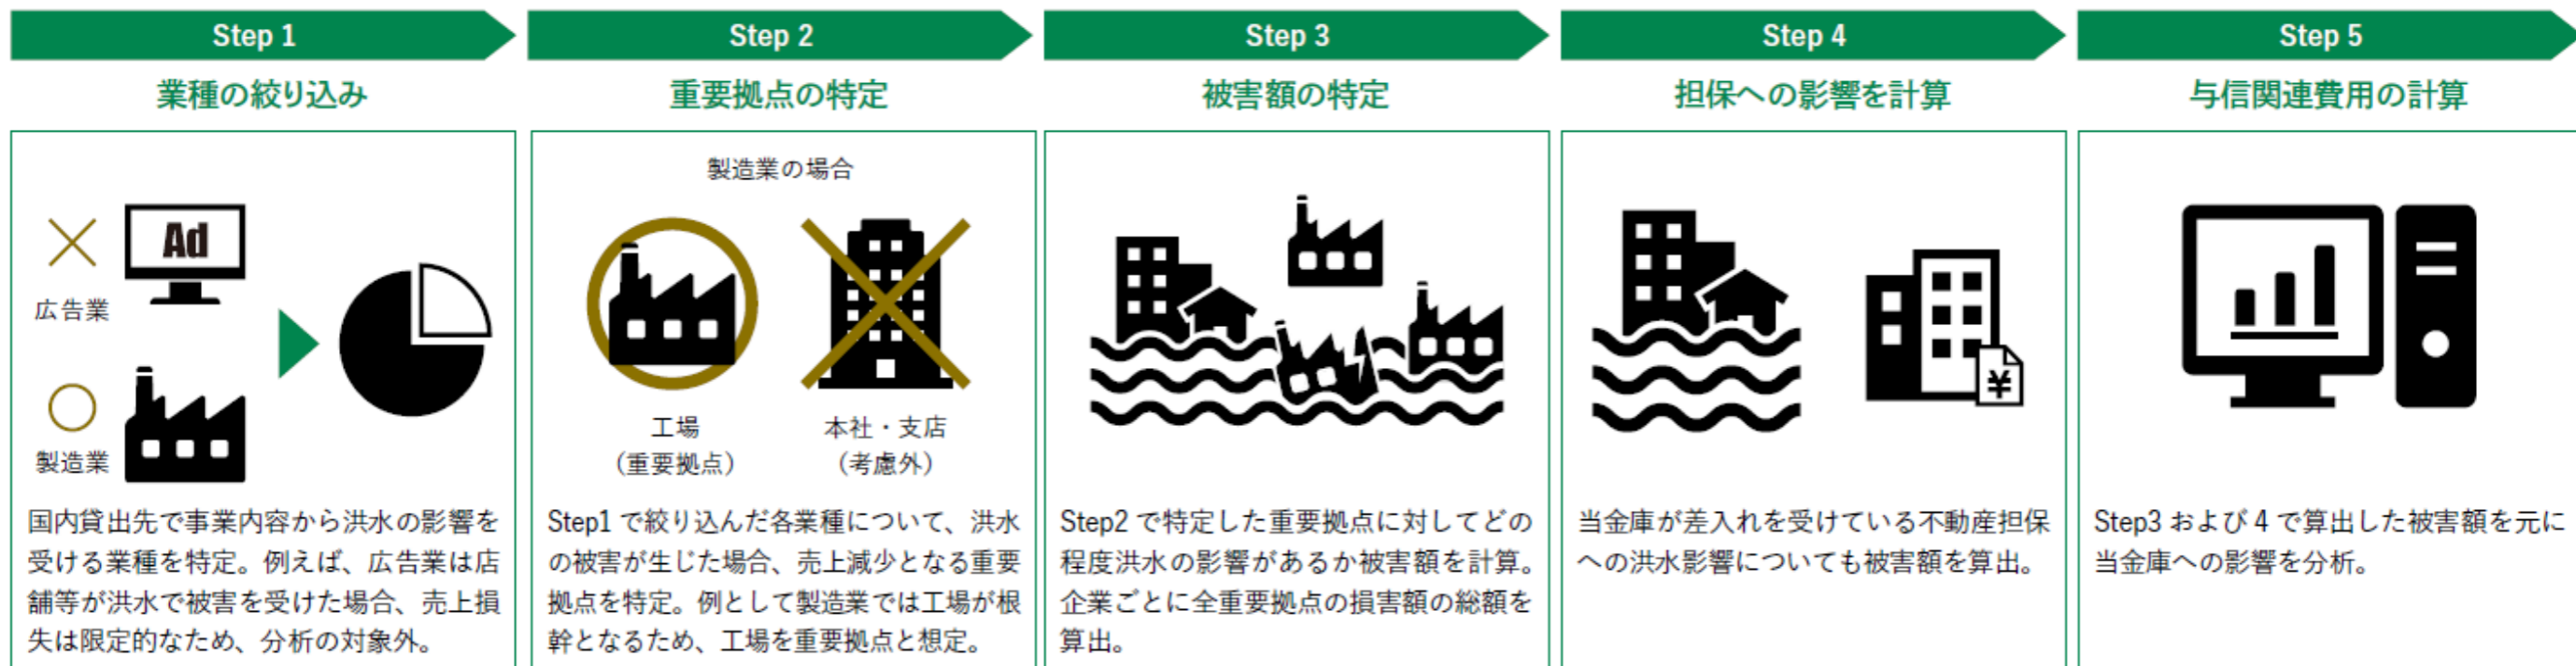 Step 1
業種の絞り込み
Ad
×
広告業
○
製造業
国内貸出先で事業内容から洪水の影響を
受ける業種を特定。例えば、広告業は店
舗等が洪水で被害を受けた場合、売上損
失は限定的なため、分析の対象外。
Step 2
重要拠点の特定
製造業の場合
工場
（重要拠点）
本社・支店
（考慮外）
Step1 で絞り込んだ各業種について、洪水
の被害が生じた場合、売上減少となる重要
拠点を特定。例として製造業では工場が根
幹となるため、工場を重要拠点と想定。
Step 3
被害額の特定
Step2 で特定した重要拠点に対してどの
程度洪水の影響があるか被害額を計算。
企業ごとに全重要拠点の損害額の総額を
算出。
Step 4
担保への影響を計算
¥
当金庫が差入れを受けている不動産担保
への洪水影響についても被害額を算出。
Step 5
与信関連費用の計算
Step3 および 4 で算出した被害額を元に
当金庫への影響を分析。